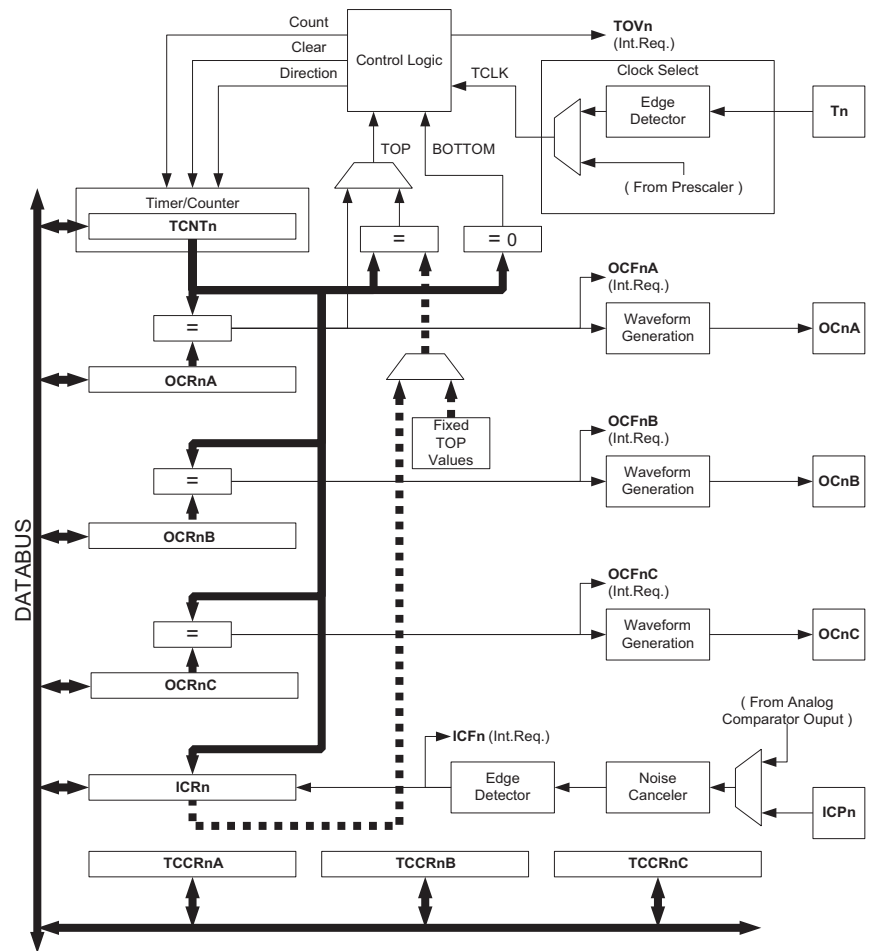 Count
Clear
Direction
Control Logic
TOVn
(Int.Req.)
TCLK
Clock Select
Edge
Detector
Tn
( From Prescaler )
TOP
BOTTOM
Timer/Counter
TCNTn
=
= 0
=
OCRnA
OCFnA
(Int.Req.)
Waveform
Generation
OCnA
Fixed
TOP
Values
=
OCRnB
OCFnB
(Int.Req.)
Waveform
Generation
OCnB
DATABUS
=
OCRnC
OCFnC
(Int.Req.)
Waveform
Generation
OCnC
( From Analog
Comparator Ouput )
ICFn (Int.Req.)
ICRn
Edge
Detector
Noise
Canceler
ICPn
TCCRnA
TCCRnB
TCCRnC